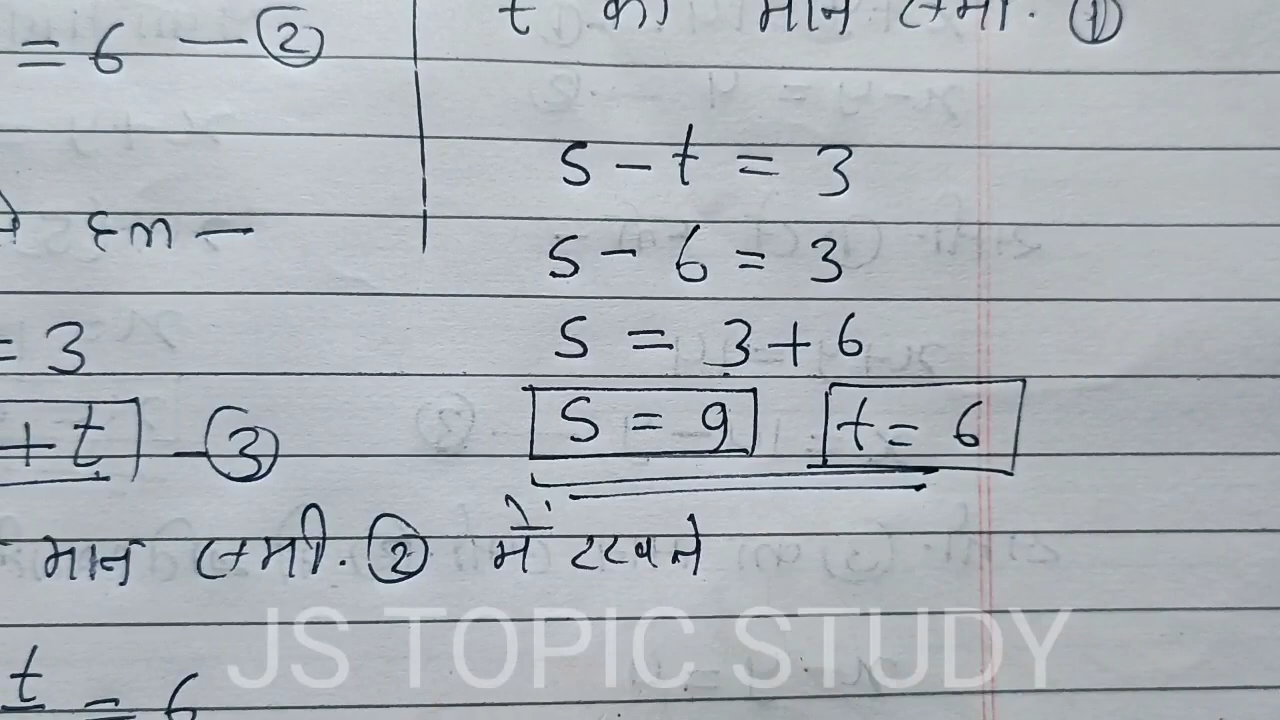 = 6 — ②
= 3
+ t — ③
मान समी. ② में रखने
t
= 6
t का मान समी. ①
s - t = 3
s - 6 = 3
s = 3 + 6
s = 9 t = 6
JS TOPIC STUDY